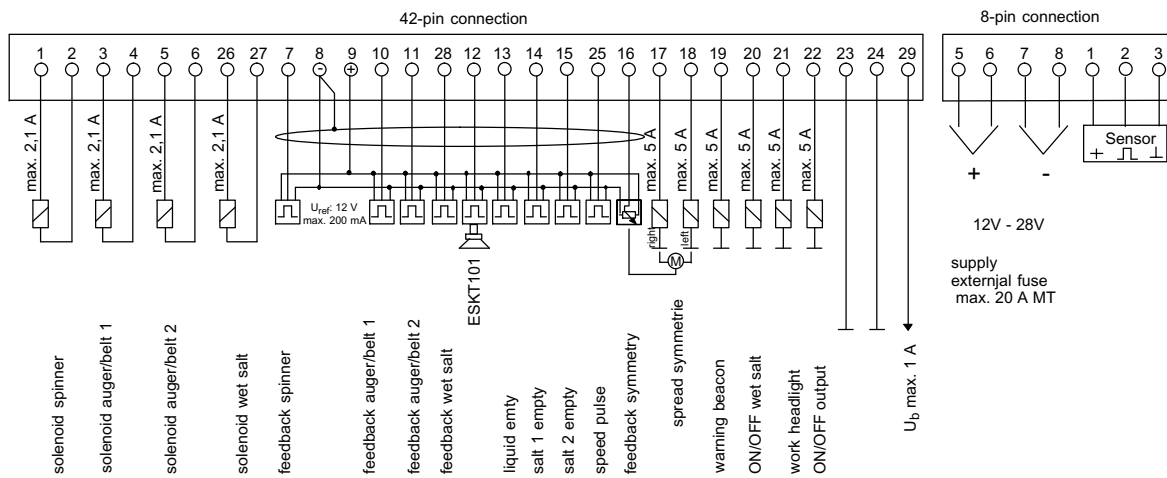 42-pin connection
8-pin connection
1 2 3 4 5 6 26 27 7 8 9 10 11 28 12 13 14 15 25 16 17 18 19 20 21 22 23 24 29
5 6 7 8 1 2 3
- +
max. 2,1 A
max. 2,1 A
max. 2,1 A
max. 2,1 A
max. 5 A
max. 5 A
max. 5 A
max. 5 A
max. 5 A
max. 5 A
Sensor
+ ⊥
+ -
Uref: 12 V
max. 200 mA
right
left
M
ESKT101
12V - 28V
supply
externjal fuse
max. 20 A MT
solenoid spinner
solenoid auger/belt 1
solenoid auger/belt 2
solenoid wet salt
feedback spinner
feedback auger/belt 1
feedback auger/belt 2
feedback wet salt
liquid emty
salt 1 empty
salt 2 empty
speed pulse
feedback symmetry
spread symmetrie
warning beacon
ON/OFF wet salt
work headlight
ON/OFF output
Ub max. 1 A